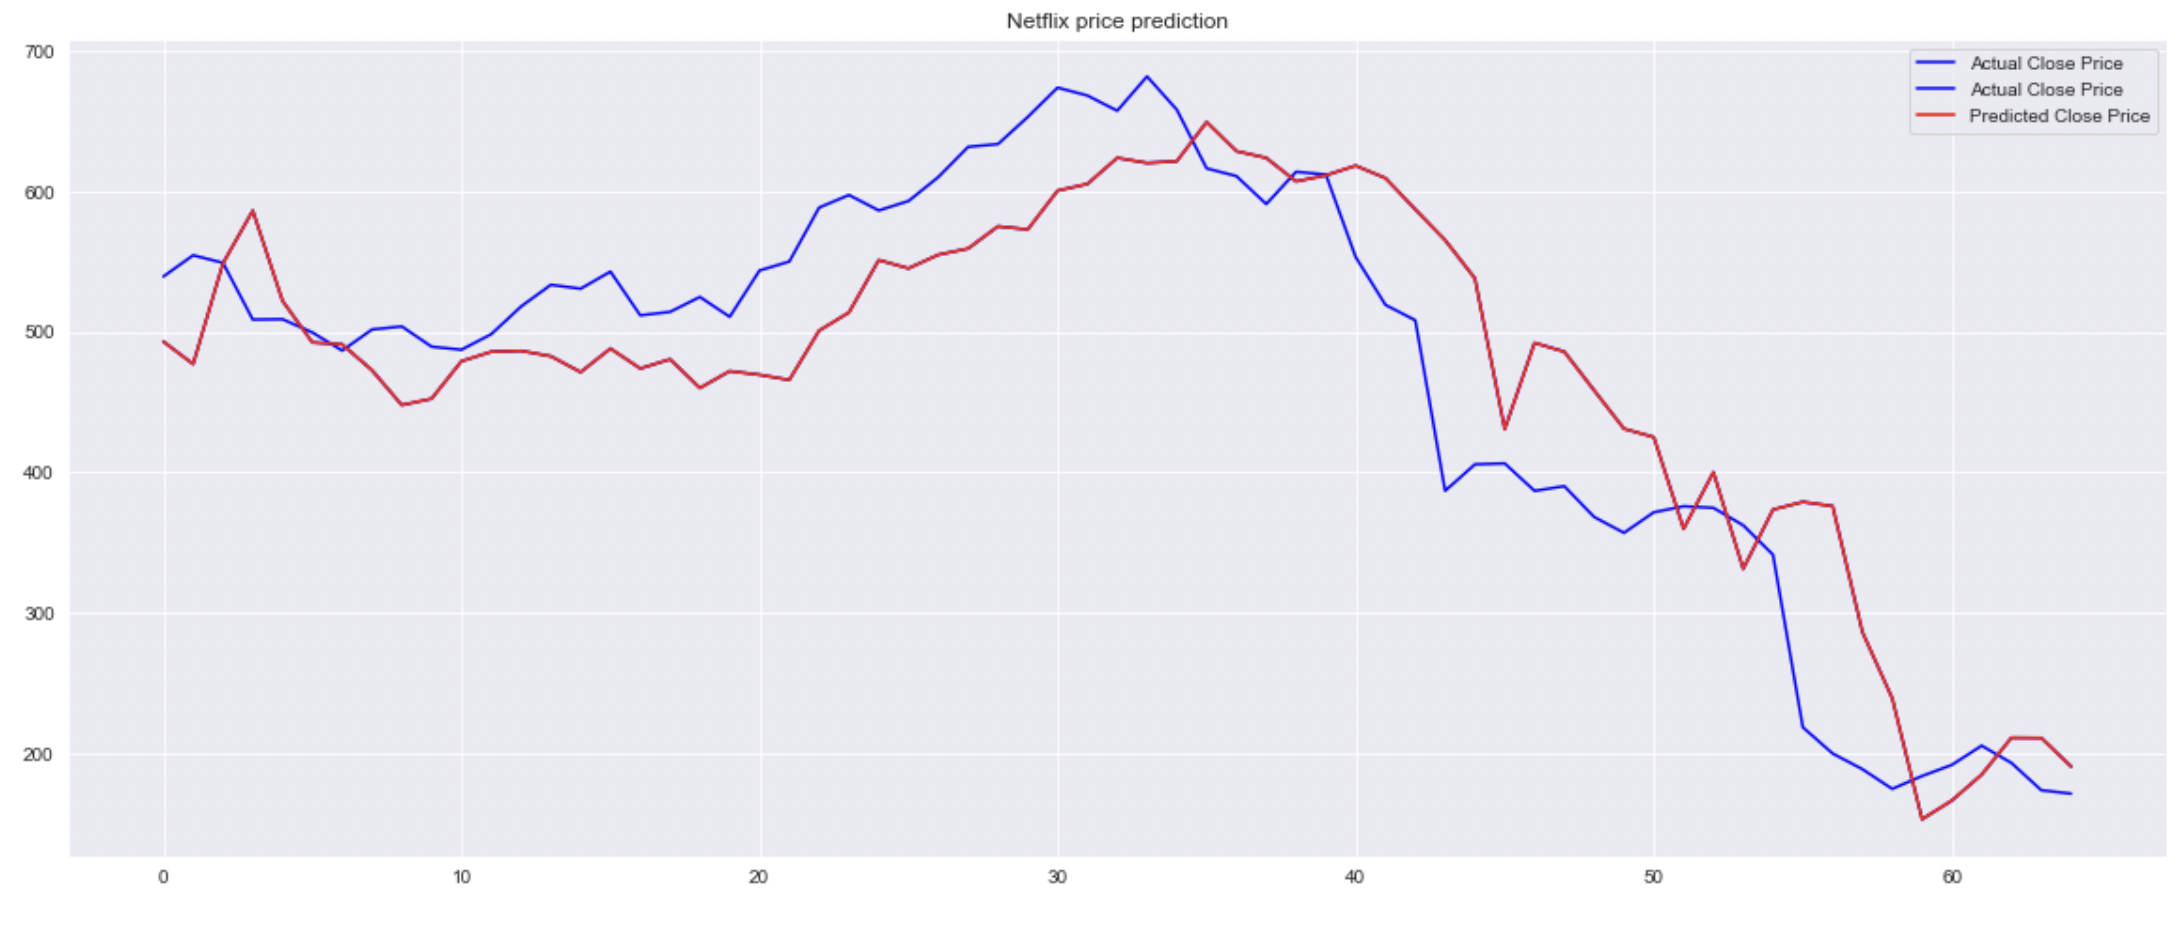 Netflix price prediction
700
600
500
400
300
200
Actual Close Price
Actual Close Price
Predicted Close Price
0 10 20 30 40 50 60